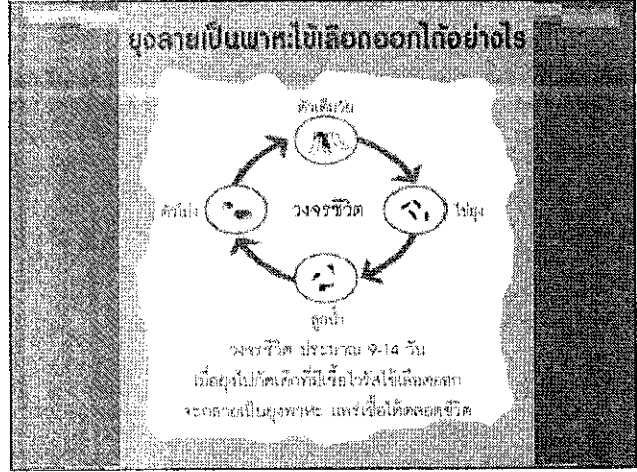 ยุงลายเป็นพาหะไข้เลือดออกได้อย่างไร
ตัวเต็มวัย
ตัวโม่ง
วงจรชีวิต
ไข่ยุง
ลูกน้ำ
วงจรชีวิต ประมาณ 9-14 วัน
เมื่อยุงไปกัดเด็กที่มีเชื้อไวรัสไข้เลือดออก
จะกลายเป็นยุงพาหะ แพร่เชื้อได้ตลอดชีวิต